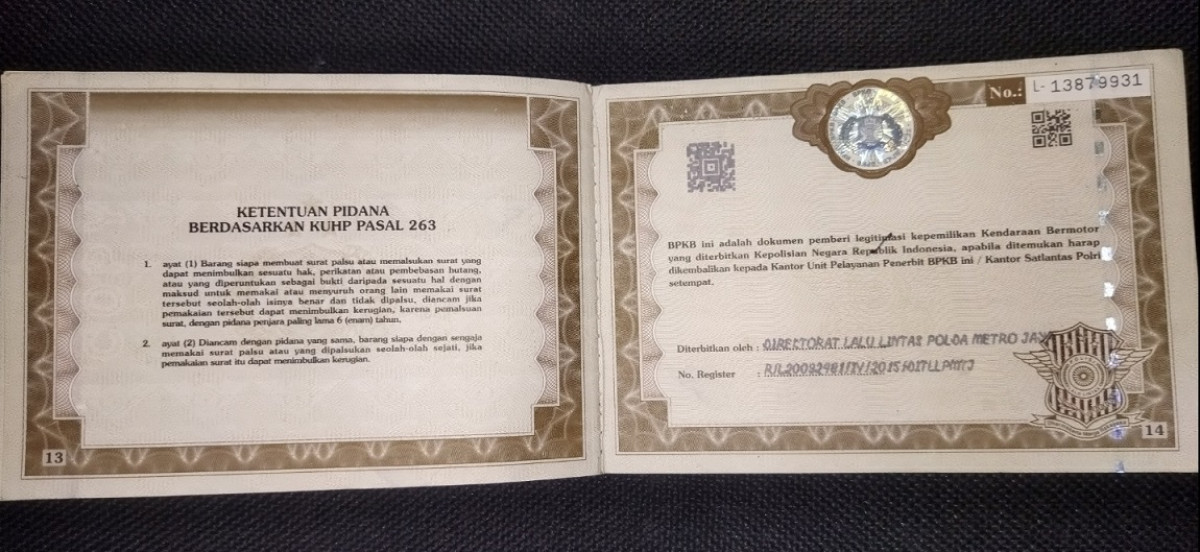 KETENTUAN PIDANA
BERDASARKAN KUHP PASAL 263
1. ayat (1) Barang siapa membuat surat palsu atau memalsukan surat yang
dapat menimbulkan sesuatu hak, perikatan atau pembebasan hutang,
atau yang diperuntukan sebagai bukti daripada sesuatu hal dengan
maksud untuk memakai atau menyuruh orang lain memakai surat
tersebut seolah-olah isinya benar dan tidak dipalsu, diancam jika
pemakaian tersebut dapat menimbulkan kerugian, karena pemalsuan
surat, dengan pidana penjara paling lama 6 (enam) tahun.
2. ayat (2) Diancam dengan pidana yang sama, barang siapa dengan sengaja
memakai surat palsu atau yang dipalsukan seolah-olah sejati, jika
pemakaian surat itu dapat menimbulkan kerugian.
13
No.: L- 13879931
BPKB ini adalah dokumen pemberi legitimasi kepemilikan Kendaraan Bermotor
yang diterbitkan Kepolisian Negara Republik Indonesia, apabila ditemukan harap
dikembalikan kepada Kantor Unit Pelayanan Penerbit BPKB ini / Kantor Satlantas Polri
setempat.
Diterbitkan oleh : DIREKTORAT LALU LINTAS POLDA METRO JAYA
No. Register :
14